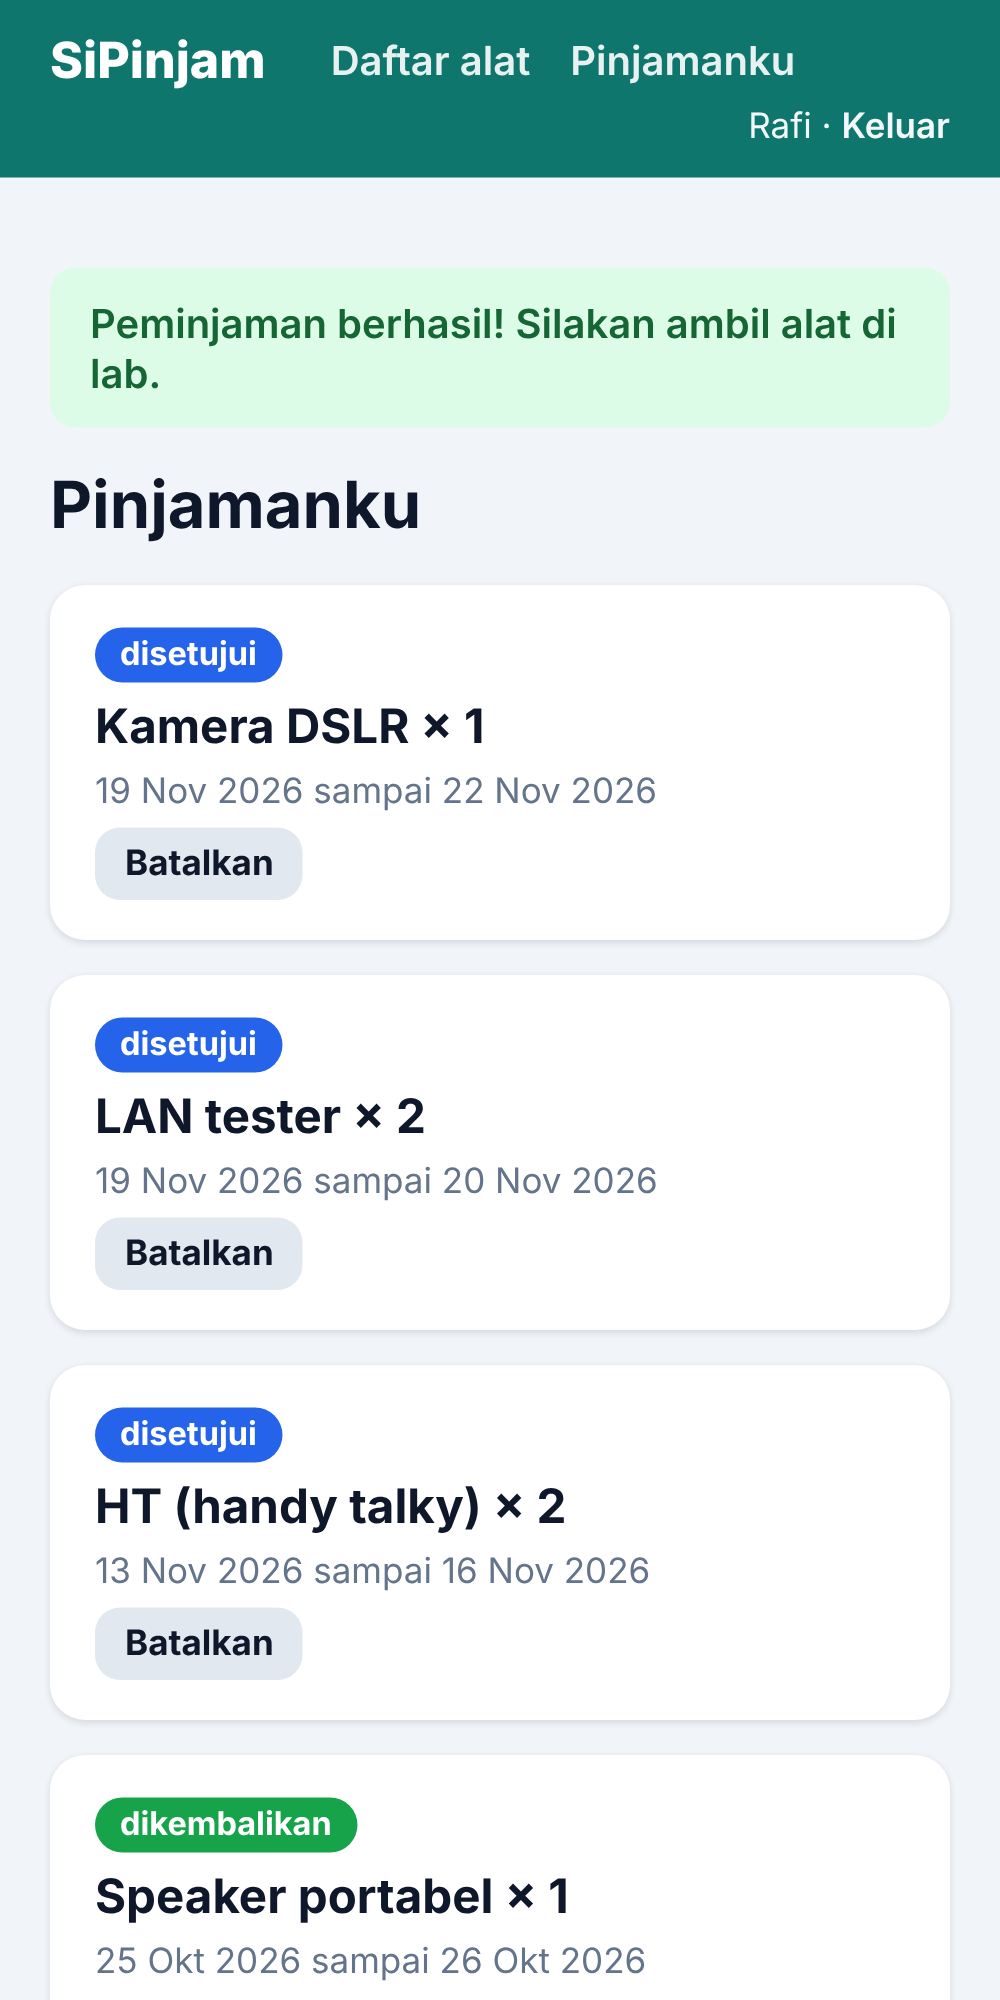 SiPinjam Daftar alat Pinjamanku
Rafi · Keluar
Peminjaman berhasil! Silakan ambil alat di
lab.
Pinjamanku
disetujui
Kamera DSLR × 1
19 Nov 2026 sampai 22 Nov 2026
Batalkan
disetujui
LAN tester × 2
19 Nov 2026 sampai 20 Nov 2026
Batalkan
disetujui
HT (handy talky) × 2
13 Nov 2026 sampai 16 Nov 2026
Batalkan
dikembalikan
Speaker portabel × 1
25 Okt 2026 sampai 26 Okt 2026